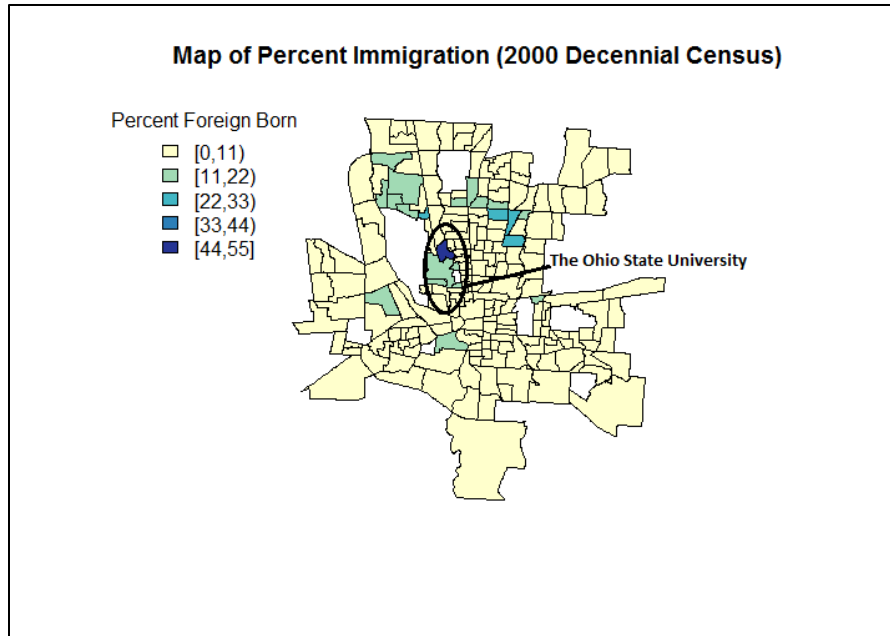 Map of Percent Immigration (2000 Decennial Census)
Percent Foreign Born
[0,11)
[11,22)
[22,33)
[33,44)
[44,55]
The Ohio State University